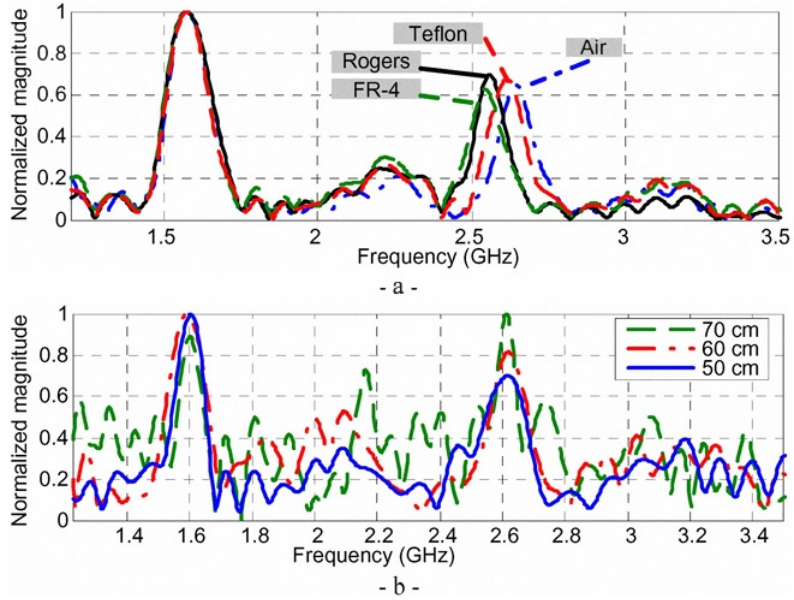 Normalized magnitude
1
0.8
0.6
0.4
0.2
0
Teflon
Air
Rogers
FR-4
1.5
2
2.5
3
3.5
Frequency (GHz)
- a -
Normalized magnitude
1
0.8
0.6
0.4
0.2
0
70 cm
60 cm
50 cm
1.4
1.6
1.8
2
2.2
2.4
2.6
2.8
3
3.2
3.4
Frequency (GHz)
- b -